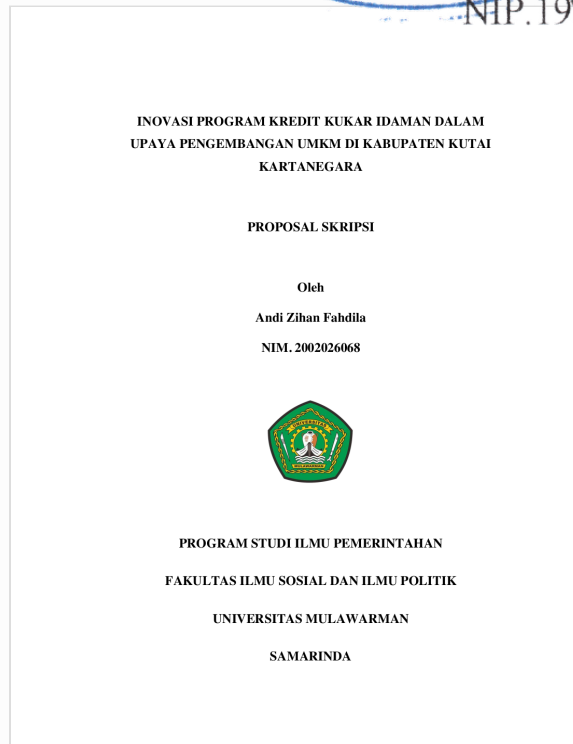 NIP.19
INOVASI PROGRAM KREDIT KUKAR IDAMAN DALAM
UPAYA PENGEMBANGAN UMKM DI KABUPATEN KUTAI
KARTANEGARA
PROPOSAL SKRIPSI
Oleh
Andi Zihan Fahdila
NIM. 2002026068
UNIVERSITAS
PROGRAM STUDI ILMU PEMERINTAHAN
FAKULTAS ILMU SOSIAL DAN ILMU POLITIK
UNIVERSITAS MULAWARMAN
SAMARINDA